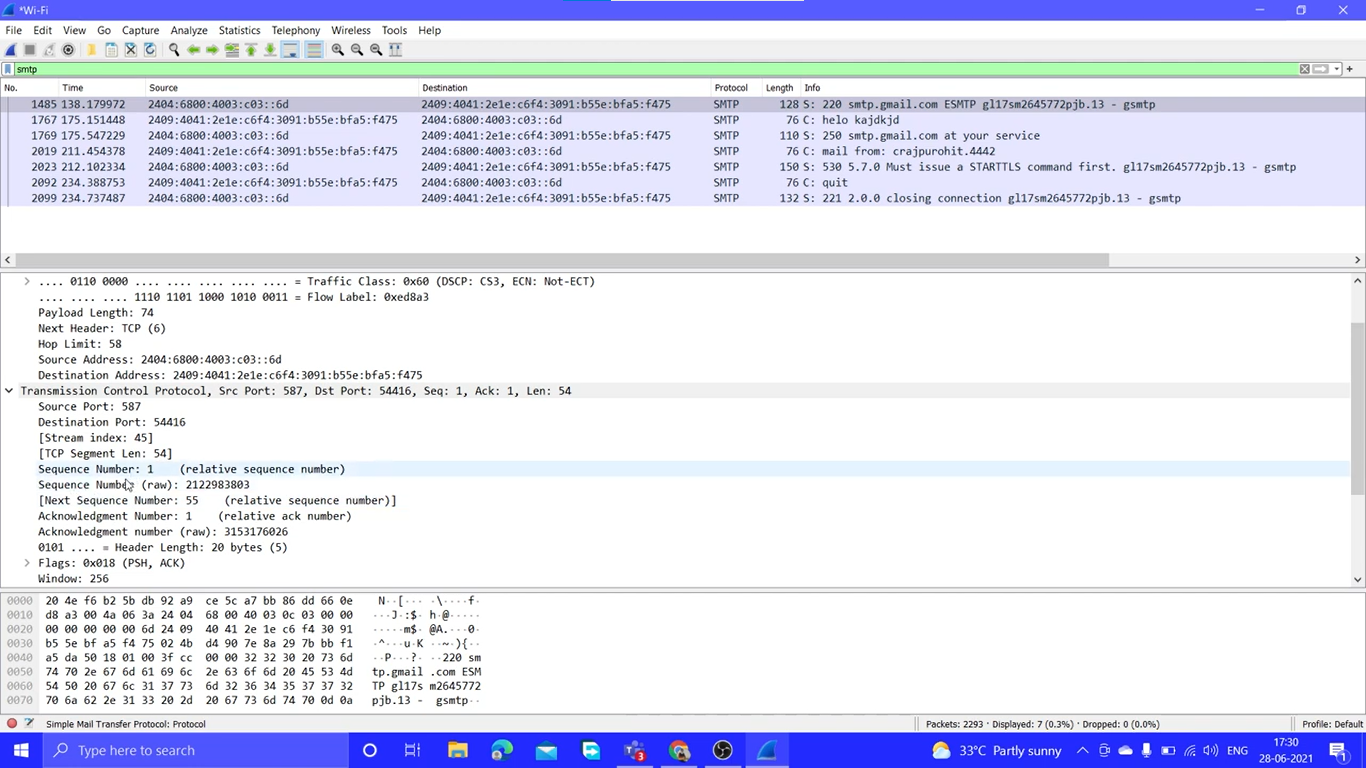 *Wi-Fi
File Edit View Go Capture Analyze Statistics Telephony Wireless Tools Help
smtp
No. Time Source Destination Protocol Length Info
1485 138.179972 2404:6800:4003:c03::6d 2409:4041:2e1e:c6f4:3091:b55e:bfa5:f475 SMTP 128 S: 220 smtp.gmail.com ESMTP gl17sm2645772pjb.13 - gsmtp
1767 175.151448 2409:4041:2e1e:c6f4:3091:b55e:bfa5:f475 2404:6800:4003:c03::6d SMTP 76 C: helo kajdkjd
1769 175.547229 2404:6800:4003:c03::6d 2409:4041:2e1e:c6f4:3091:b55e:bfa5:f475 SMTP 110 S: 250 smtp.gmail.com at your service
2019 211.454378 2409:4041:2e1e:c6f4:3091:b55e:bfa5:f475 2404:6800:4003:c03::6d SMTP 76 C: mail from: crajpurohit.4442
2023 212.102334 2404:6800:4003:c03::6d 2409:4041:2e1e:c6f4:3091:b55e:bfa5:f475 SMTP 150 S: 530 5.7.0 Must issue a STARTTLS command first. gl17sm2645772pjb.13 - gsmtp
2092 234.388753 2409:4041:2e1e:c6f4:3091:b55e:bfa5:f475 2404:6800:4003:c03::6d SMTP 76 C: quit
2099 234.737487 2404:6800:4003:c03::6d 2409:4041:2e1e:c6f4:3091:b55e:bfa5:f475 SMTP 132 S: 221 2.0.0 closing connection gl17sm2645772pjb.13 - gsmtp
.... 0110 0000 .... .... .... .... .... = Traffic Class: 0x60 (DSCP: CS3, ECN: Not-ECT)
.... .... .... 1110 1101 1000 1010 0011 = Flow Label: 0xed8a3
Payload Length: 74
Next Header: TCP (6)
Hop Limit: 58
Source Address: 2404:6800:4003:c03::6d
Destination Address: 2409:4041:2e1e:c6f4:3091:b55e:bfa5:f475
Transmission Control Protocol, Src Port: 587, Dst Port: 54416, Seq: 1, Ack: 1, Len: 54
Source Port: 587
Destination Port: 54416
[Stream index: 45]
[TCP Segment Len: 54]
Sequence Number: 1 (relative sequence number)
Sequence Number (raw): 2122983803
[Next Sequence Number: 55 (relative sequence number)]
Acknowledgment Number: 1 (relative ack number)
Acknowledgment number (raw): 3153176026
0101 .... = Header Length: 20 bytes (5)
Flags: 0x018 (PSH, ACK)
Window: 256
0000 20 4e f6 b2 5b db 92 a9 ce 5c a7 bb 86 dd 66 0e  N··[··· ·\····f·
0010 d8 a3 00 4a 06 3a 24 04 68 00 40 03 0c 03 00 00 ···J·:$· h·@·····
0020 00 00 00 00 00 6d 24 09 40 41 2e 1e c6 f4 30 91 ·····m$· @A.···0·
0030 b5 5e bf a5 f4 75 02 4b d4 90 7e 8a 29 7b bb f1 ·^···u·K ··~·){··
0040 a5 da 50 18 01 00 3f cc 00 00 32 32 30 20 73 6d ··P···?· ··220 sm
0050 74 70 2e 67 6d 61 69 6c 2e 63 6f 6d 20 45 53 4d tp.gmail .com ESM
0060 54 50 20 67 6c 31 37 73 6d 32 36 34 35 37 37 32 TP gl17s m2645772
0070 70 6a 62 2e 31 33 20 2d 20 67 73 6d 74 70 0d 0a pjb.13 -  gsmtp··
Simple Mail Transfer Protocol: Protocol Packets: 2293 · Displayed: 7 (0.3%) · Dropped: 0 (0.0%) Profile: Default
Type here to search 3 33°C Partly sunny ENG 17:30 28-06-2021 1